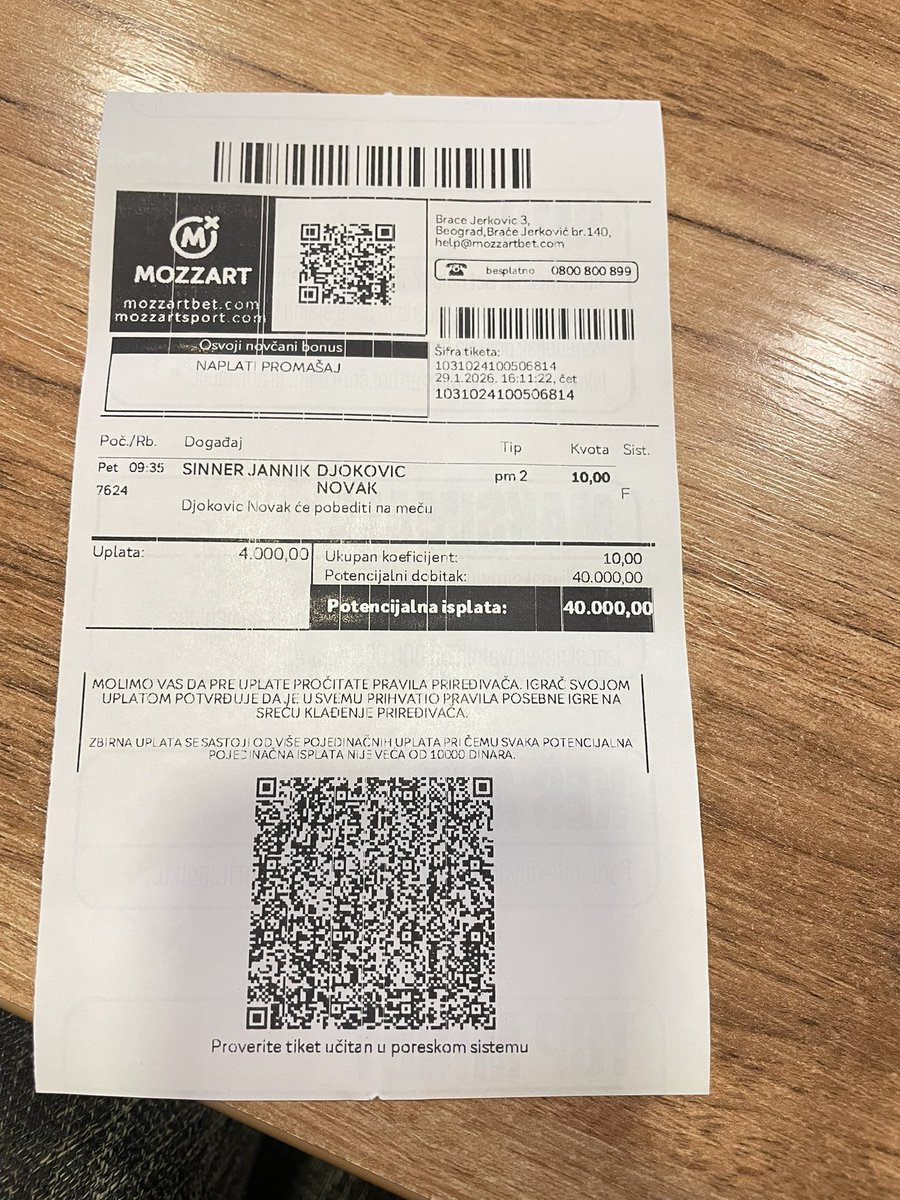 MOZZART
mozzartbet.com
mozzartsport.com
Brace Jerkovic 3,
Beograd,Braće Jerković br.140,
help@mozzartbet.com
besplatno 0800 800 899
Osvoji novčani bonus
NAPLATI PROMAŠAJ
Šifra tiketa:
1031024100506814
29.1.2026. 16:11:22, čet
1031024100506814
Poč./Rb. Događaj Tip Kvota Sist.
Pet 09:35 SINNER JANNIK DJOKOVIC pm 2 10,00
7624 NOVAK F
Djokovic Novak će pobediti na meču
Uplata: 4.000,00 Ukupan koeficijent: 10,00
Potencijalni dobitak: 40.000,00
Potencijalna isplata: 40.000,00
MOLIMO VAS DA PRE UPLATE PROČITATE PRAVILA PRIREĐIVAČA. IGRAČ SVOJOM
UPLATOM POTVRĐUJE DA JE U SVEMU PRIHVATIO PRAVILA POSEBNE IGRE NA
SREĆU KLAĐENJE PRIREĐIVAČA.
ZBIRNA UPLATA SE SASTOJI OD VIŠE POJEDINAČNIH UPLATA PRI ČEMU SVAKA POTENCIJALNA
POJEDINAČNA ISPLATA NIJE VEĆA OD 10000 DINARA.
Proverite tiket učitan u poreskom sistemu